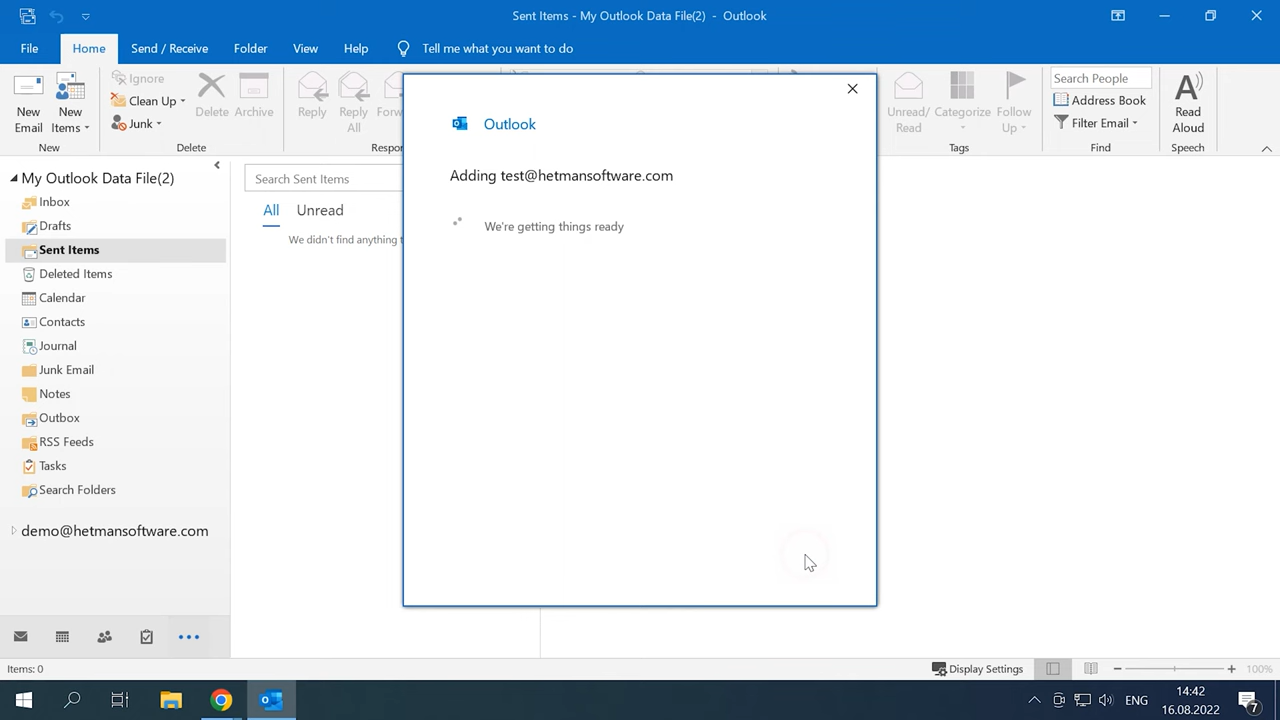 Sent Items - My Outlook Data File(2) - Outlook
File Home Send / Receive Folder View Help Tell me what you want to do
New Email
New Items
New
Ignore
Clean Up
Junk
Delete
Archive
Delete
Reply
Reply All
Forw
Respon
Unread/ Read
Categorize
Follow Up
Tags
Search People
Address Book
Filter Email
Find
Read Aloud
Speech
My Outlook Data File(2)
Inbox
Drafts
Sent Items
Deleted Items
Calendar
Contacts
Journal
Junk Email
Notes
Outbox
RSS Feeds
Tasks
Search Folders
demo@hetmansoftware.com
Search Sent Items
All Unread
We didn't find anything t
Outlook
Adding test@hetmansoftware.com
We're getting things ready
Items: 0
Display Settings
100%
ENG
14:42
16.08.2022
7